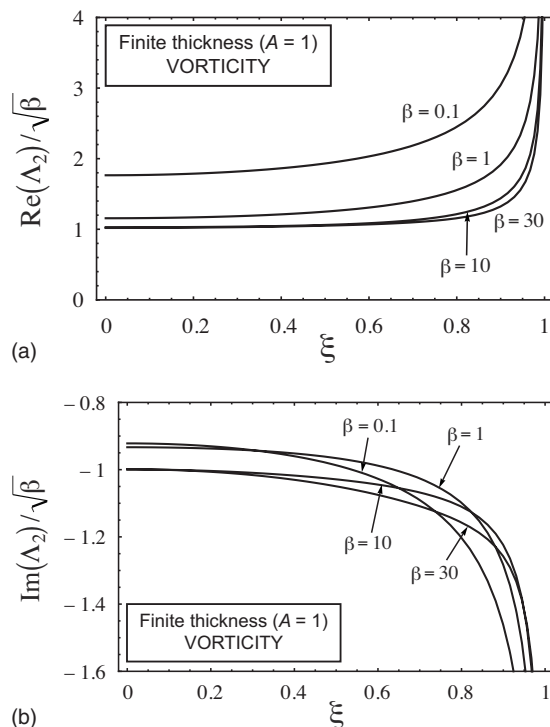 4
3
2
1
0
Re(Λ₂)/√β
Finite thickness (A = 1)
VORTICITY
β = 0.1
β = 1
β = 30
β = 10
0 0.2 0.4 0.6 0.8 1
ξ
(a)
− 0.8
− 1
− 1.2
− 1.4
− 1.6
Im(Λ₂)/√β
β = 0.1
β = 1
β = 10
β = 30
Finite thickness (A = 1)
VORTICITY
0 0.2 0.4 0.6 0.8 1
ξ
(b)